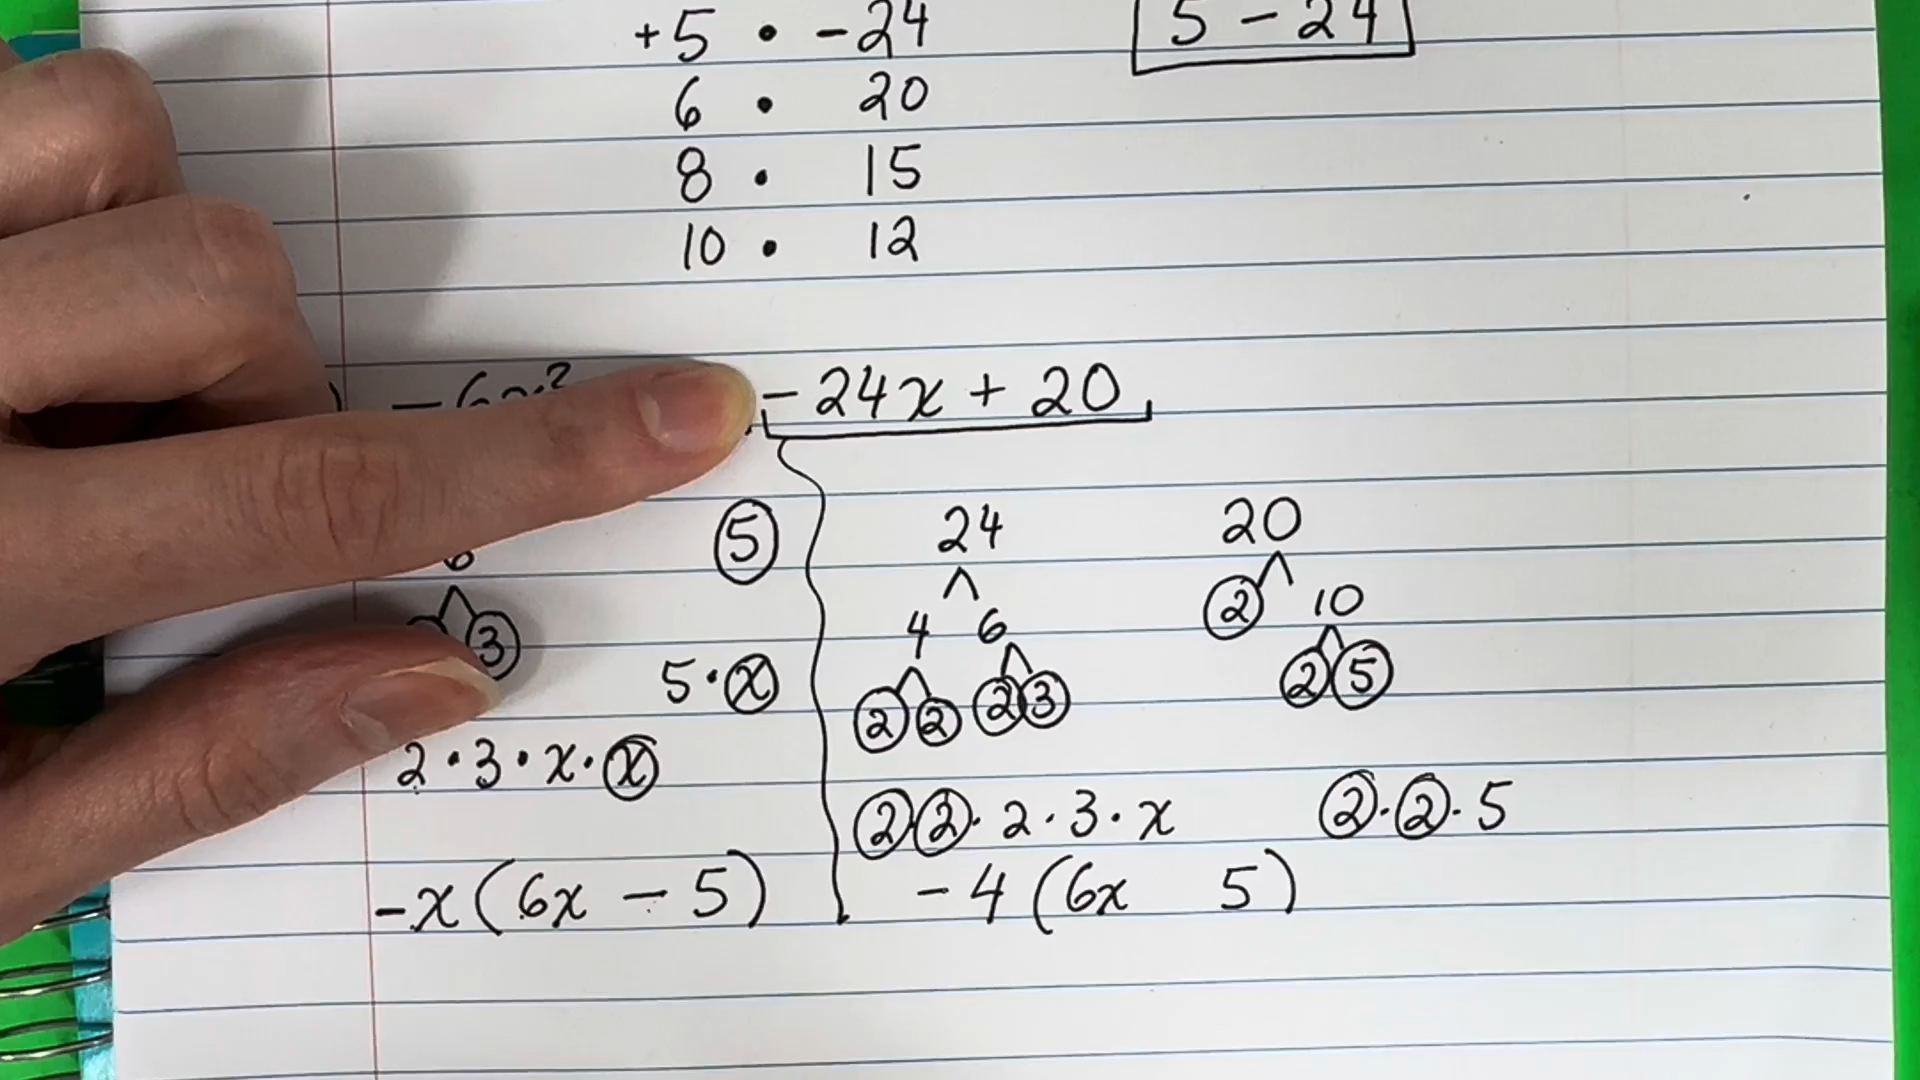 +5 • -24
5 - 24
6 • 20
8 • 15
10 • 12
) - 6x² - 24x + 20
6 5 24 20
3 4 6 2 10
5 · x 2 2 2 3 2 5
2 · 3 · x · x 2 · 2 · 2 · 3 · x 2 · 2 · 5
-x(6x - 5) -4(6x 5)